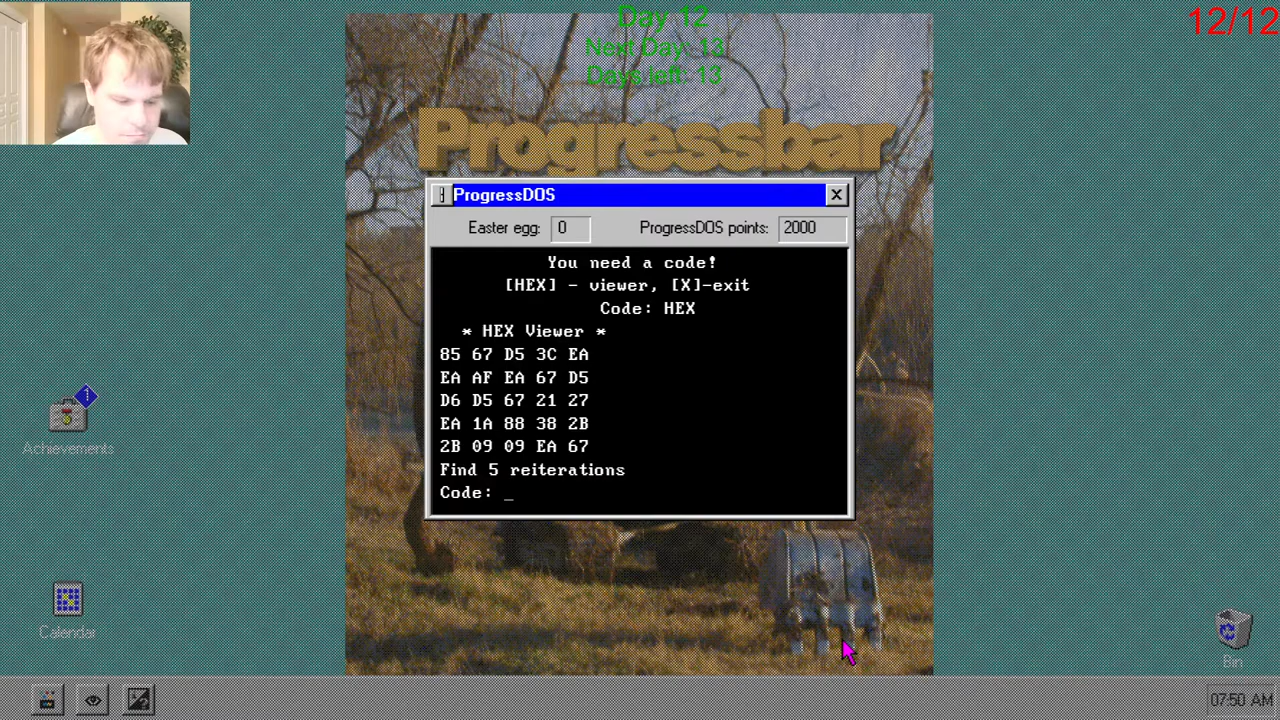 Day 12
12/12
Next Day: 13
Days left: 13
Progressbar
ProgressDOS
Easter egg: 0
ProgressDOS points: 2000
You need a code!
[HEX] - viewer, [X]-exit
Code: HEX
* HEX Viewer *
85 67 D5 3C EA
EA AF EA 67 D5
D6 D5 67 21 27
EA 1A 88 38 2B
2B 09 09 EA 67
Find 5 reiterations
Code: _
1
Achievements
Calendar
Bin
07:50 AM